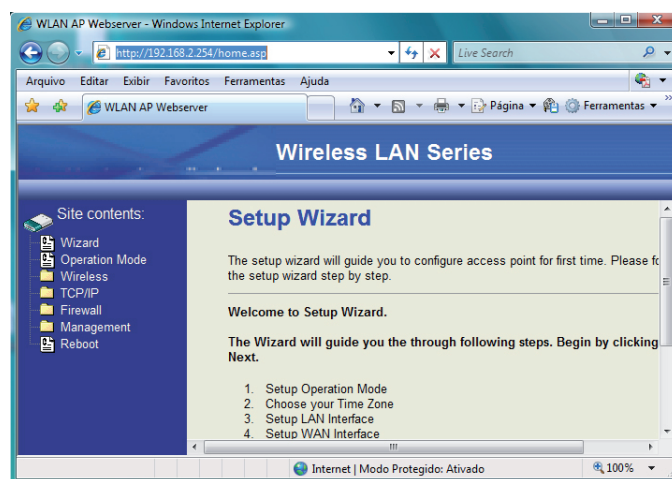 WLAN AP Webserver - Windows Internet Explorer
http://192.168.2.254/home.asp
Live Search
Arquivo Editar Exibir Favoritos Ferramentas Ajuda
WLAN AP Webserver
Página
Ferramentas
Wireless LAN Series
Site contents:
Wizard
Operation Mode
Wireless
TCP/IP
Firewall
Management
Reboot
Setup Wizard
The setup wizard will guide you to configure access point for first time. Please fo
the setup wizard step by step.
Welcome to Setup Wizard.
The Wizard will guide you the through following steps. Begin by clicking
Next.
1. Setup Operation Mode
2. Choose your Time Zone
3. Setup LAN Interface
4. Setup WAN Interface
Internet | Modo Protegido: Ativado
100%